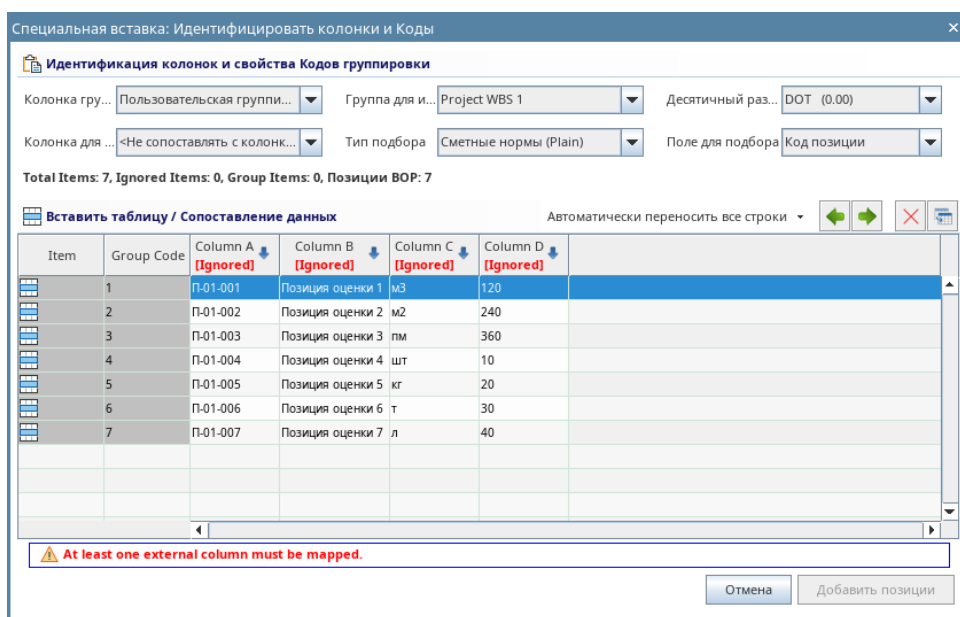 Специальная вставка: Идентифицировать колонки и Коды
Идентификация колонок и свойства Кодов группировки
Колонка гру... Пользовательская группи... Группа для и... Project WBS 1 Десятичный раз... DOT (0.00)
Колонка для ... <Не сопоставлять с колонк... Тип подбора Сметные нормы (Plain) Поле для подбора Код позиции
Total Items: 7, Ignored Items: 0, Group Items: 0, Позиции ВОР: 7
Вставить таблицу / Сопоставление данных Автоматически переносить все строки
Item Group Code Column A [Ignored] Column B [Ignored] Column C [Ignored] Column D [Ignored]
1 П-01-001 Позиция оценки 1 м3 120
2 П-01-002 Позиция оценки 2 м2 240
3 П-01-003 Позиция оценки 3 пм 360
4 П-01-004 Позиция оценки 4 шт 10
5 П-01-005 Позиция оценки 5 кг 20
6 П-01-006 Позиция оценки 6 т 30
7 П-01-007 Позиция оценки 7 л 40
At least one external column must be mapped.
Отмена Добавить позиции